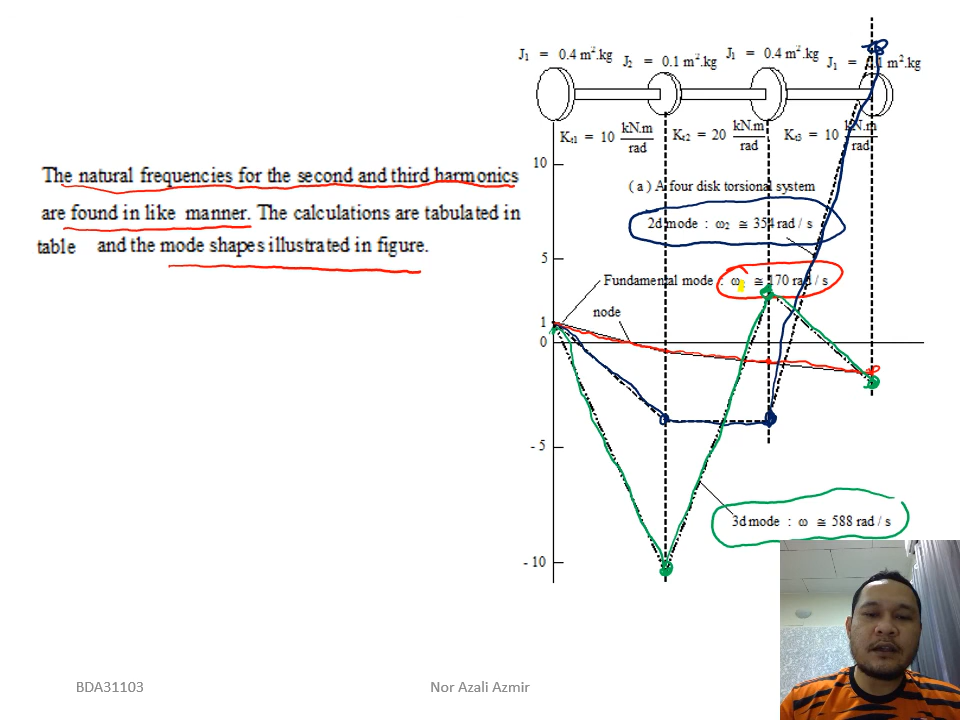 The natural frequencies for the second and third harmonics
are found in like manner. The calculations are tabulated in
table and the mode shapes illustrated in figure.
J₁ = 0.4 m².kg J₂ = 0.1 m².kg J₁ = 0.4 m².kg J₁ = m².kg
Kt1 = 10 kN.m/rad Kt2 = 20 kN.m/rad Kt3 = 10 kN.m/rad
10
( a ) A four disk torsional system
2d mode : ω₂ ≅ 354 rad / s
5
Fundamental mode : ω ≅ 170 rad / s
node
1
0
- 5
3d mode : ω ≅ 588 rad / s
- 10
BDA31103 Nor Azali Azmir